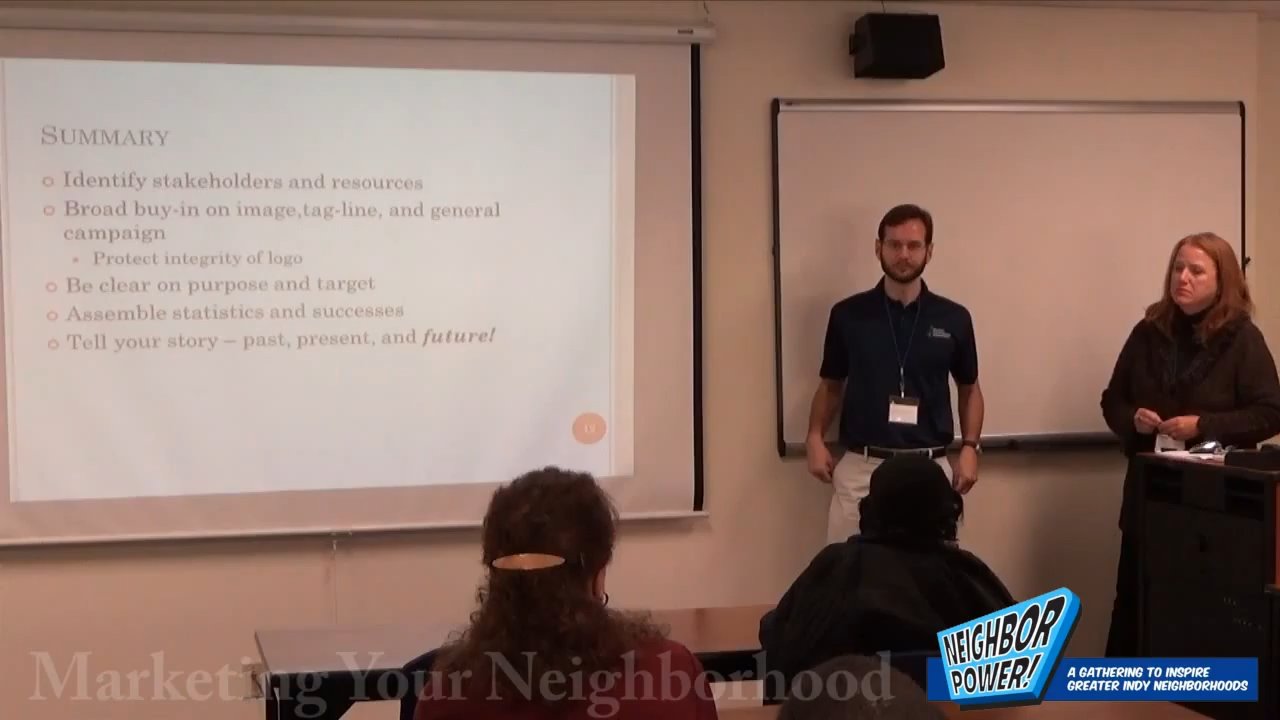 SUMMARY
Identify stakeholders and resources
Broad buy-in on image,tag-line, and general
campaign
Protect integrity of logo
Be clear on purpose and target
Assemble statistics and successes
Tell your story – past, present, and future!
Marketing Your Neighborhood
NEIGHBOR
POWER!
A GATHERING TO INSPIRE
GREATER INDY NEIGHBORHOODS